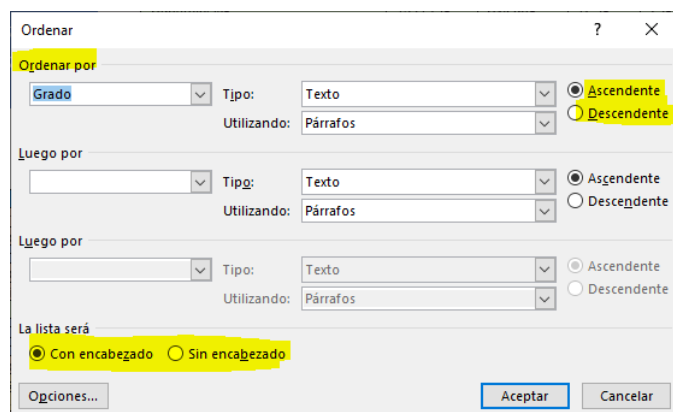 Ordenar ? X
Ordenar por
Grado Tipo: Texto Ascendente
Utilizando: Párrafos Descendente
Luego por
Tipo: Texto Ascendente
Utilizando: Párrafos Descendente
Luego por
Tipo: Texto Ascendente
Utilizando: Párrafos Descendente
La lista será
Con encabezado Sin encabezado
Opciones... Aceptar Cancelar